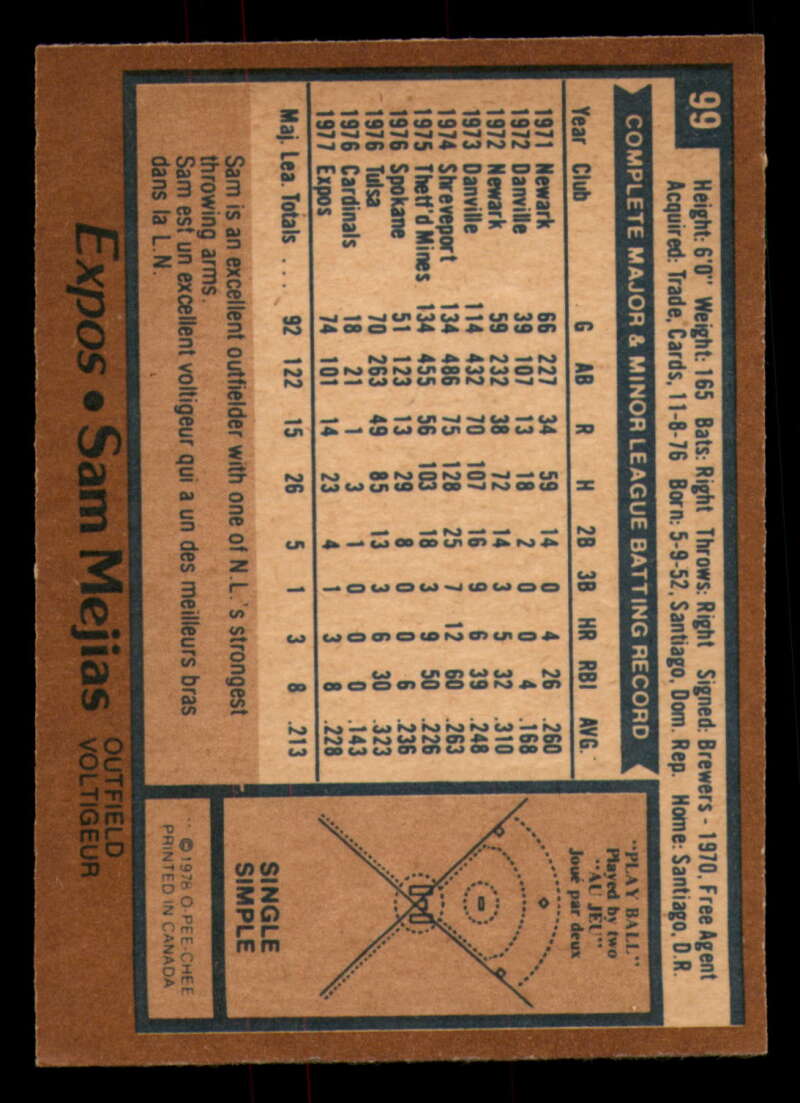 99
Height: 6'0" Weight: 165 Bats: Right Throws: Right Signed: Brewers - 1970, Free Agent
Acquired: Trade, Cards, 11-8-76 Born: 5-9-52, Santiago, Dom. Rep. Home: Santiago, D.R.
COMPLETE MAJOR & MINOR LEAGUE BATTING RECORD
Year Club G AB R H 2B 3B HR RBI AVG.
1971 Newark 66 227 34 59 14 0 4 26 .260
1972 Danville 39 107 13 18 2 0 0 4 .168
1972 Newark 59 232 38 72 14 3 5 32 .310
1973 Danville 114 432 70 107 16 9 6 39 .248
1974 Shreveport 134 486 75 128 25 7 12 60 .263
1975 Thetf'd Mines 134 455 56 103 18 3 9 50 .226
1976 Spokane 51 123 13 29 8 0 0 6 .236
1976 Tulsa 70 263 49 85 13 3 6 30 .323
1976 Cardinals 18 21 1 3 1 0 0 0 .143
1977 Expos 74 101 14 23 4 1 3 8 .228
Maj. Lea. Totals .... 92 122 15 26 5 1 3 8 .213
Sam is an excellent outfielder with one of N.L.'s strongest
throwing arms.
Sam est un excellent voltigeur qui a un des meilleurs bras
dans la L.N.
"PLAY BALL"
Played by two
"AU JEU"
Joué par deux
SINGLE
SIMPLE
** © 1978 O-PEE-CHEE
PRINTED IN CANADA
Expos • Sam Mejias OUTFIELD
VOLTIGEUR